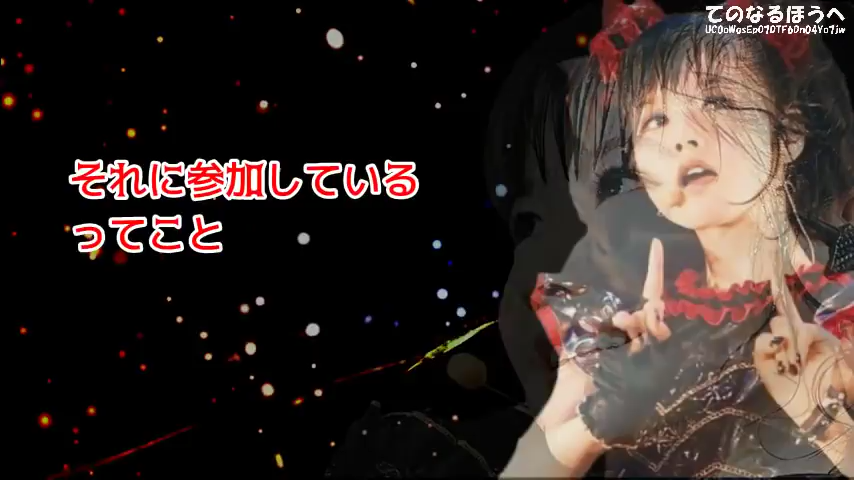 てのなるほうへ
それに参加している
ってこと